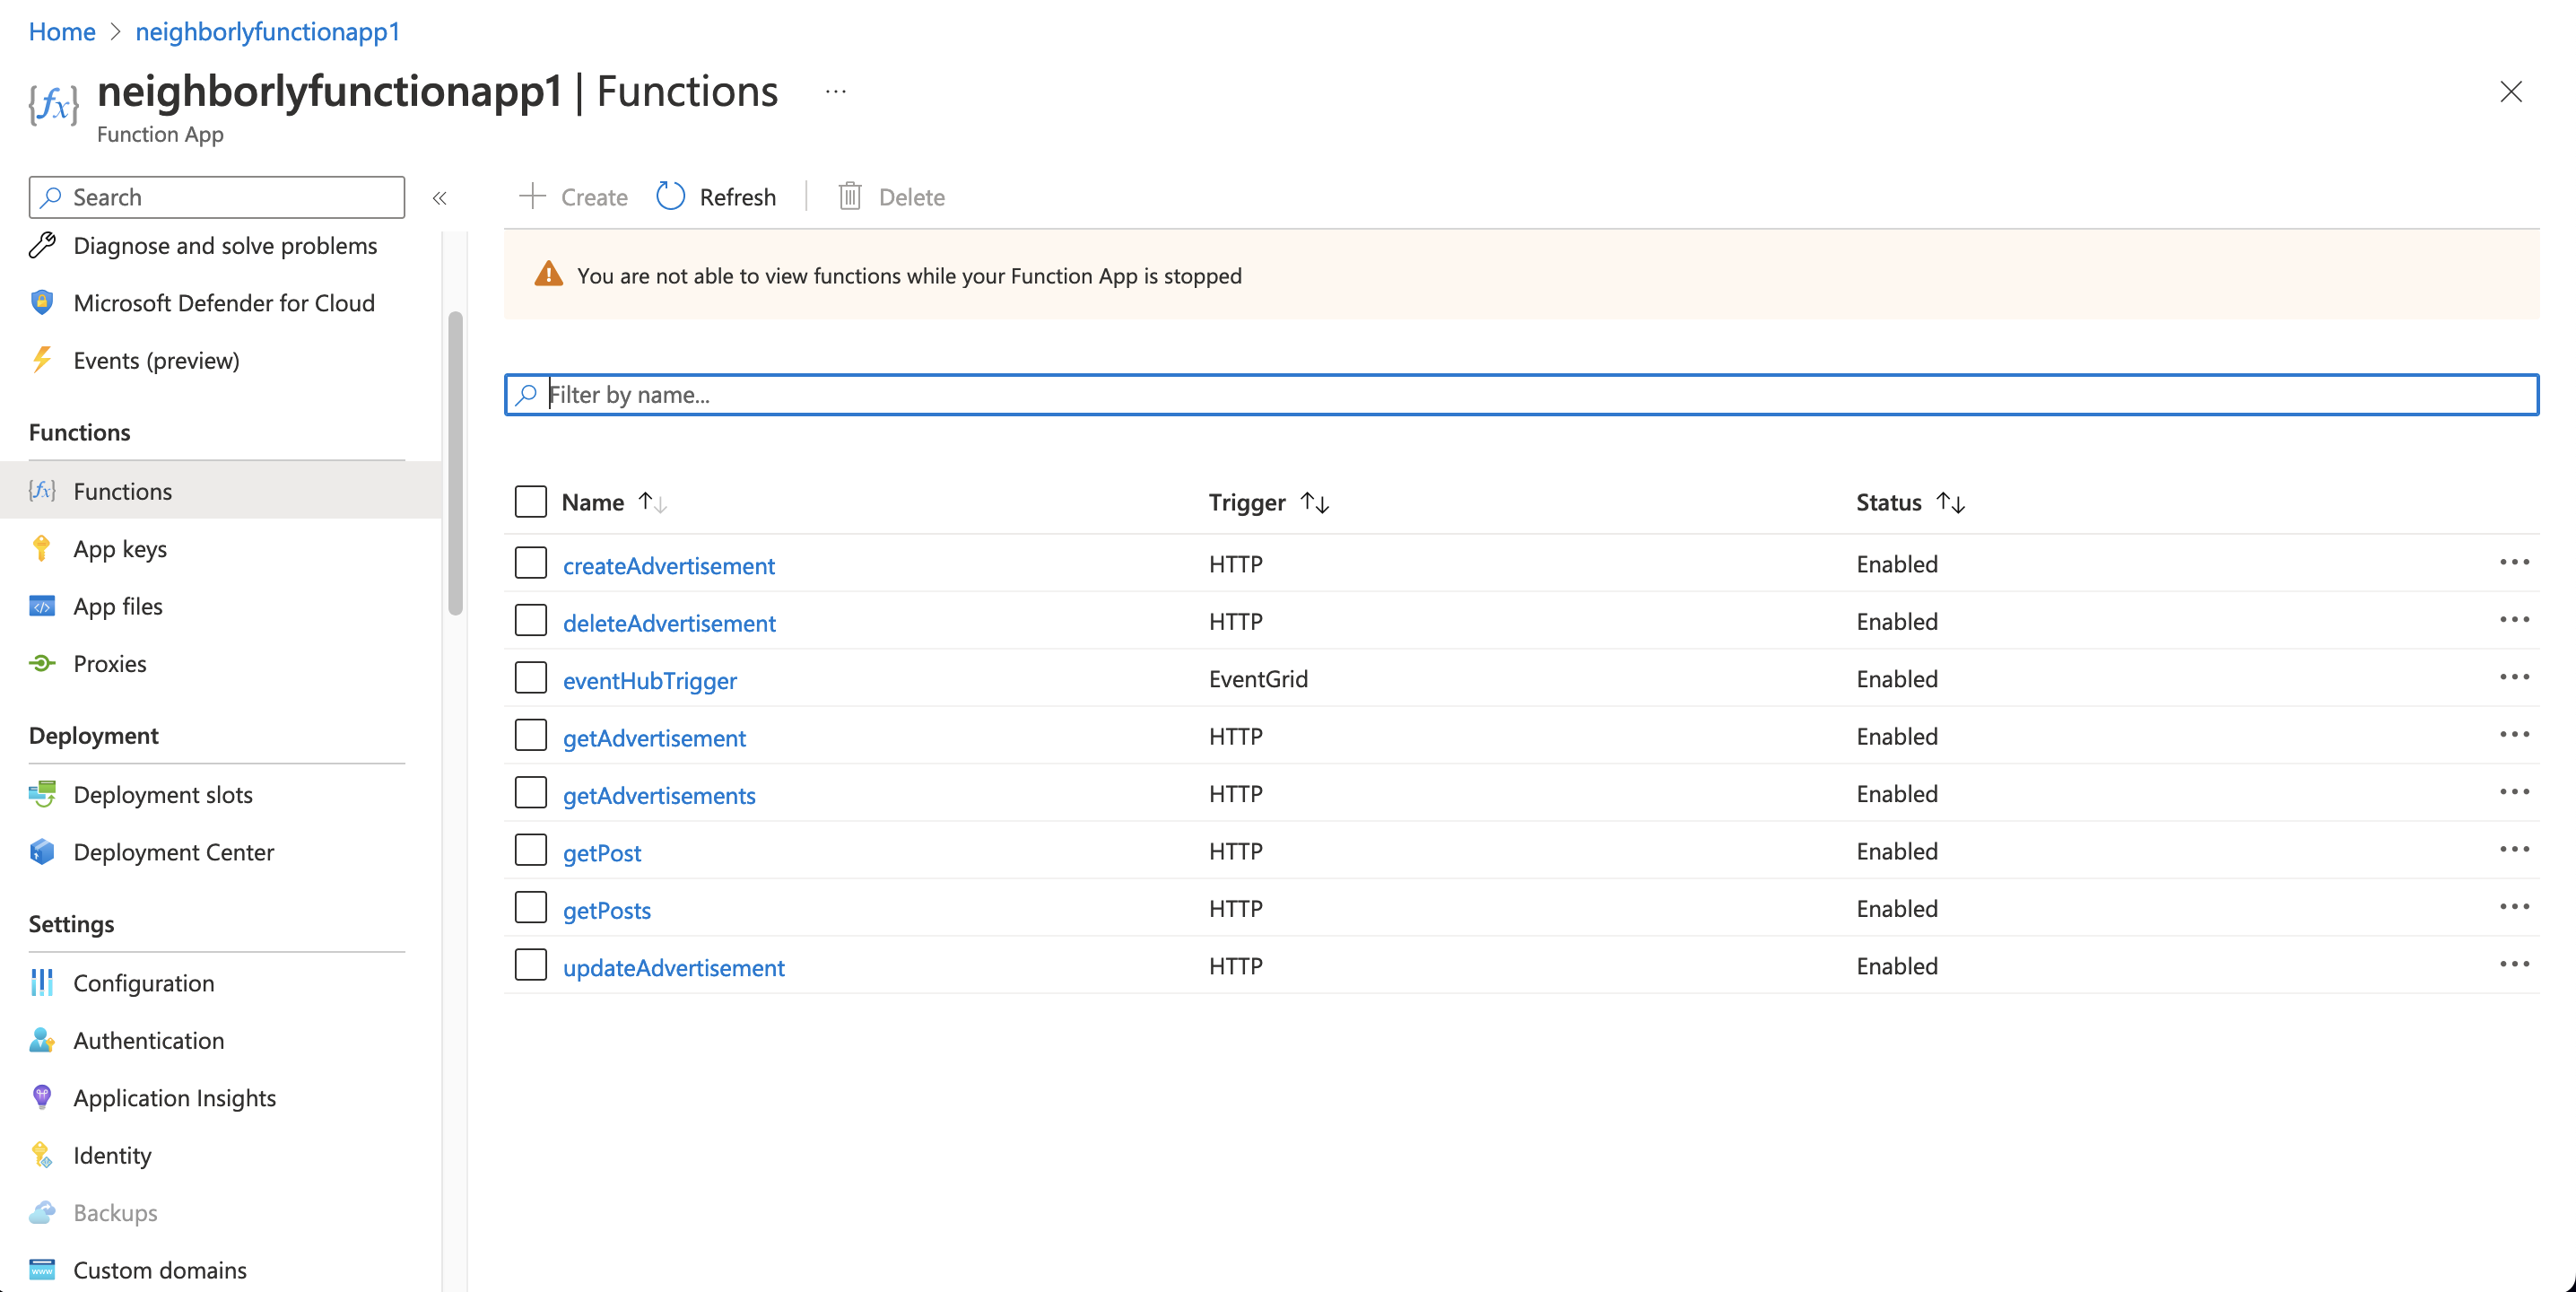 Home > neighborlyfunctionapp1
neighborlyfunctionapp1 | Functions ...
Function App
Search
«
Diagnose and solve problems
Microsoft Defender for Cloud
Events (preview)
Functions
Functions
App keys
App files
Proxies
Deployment
Deployment slots
Deployment Center
Settings
Configuration
Authentication
Application Insights
Identity
Backups
Custom domains
Create Refresh Delete
You are not able to view functions while your Function App is stopped
Filter by name...
Name ↑↓ Trigger ↑↓ Status ↑↓
createAdvertisement HTTP Enabled ...
deleteAdvertisement HTTP Enabled ...
eventHubTrigger EventGrid Enabled ...
getAdvertisement HTTP Enabled ...
getAdvertisements HTTP Enabled ...
getPost HTTP Enabled ...
getPosts HTTP Enabled ...
updateAdvertisement HTTP Enabled ...